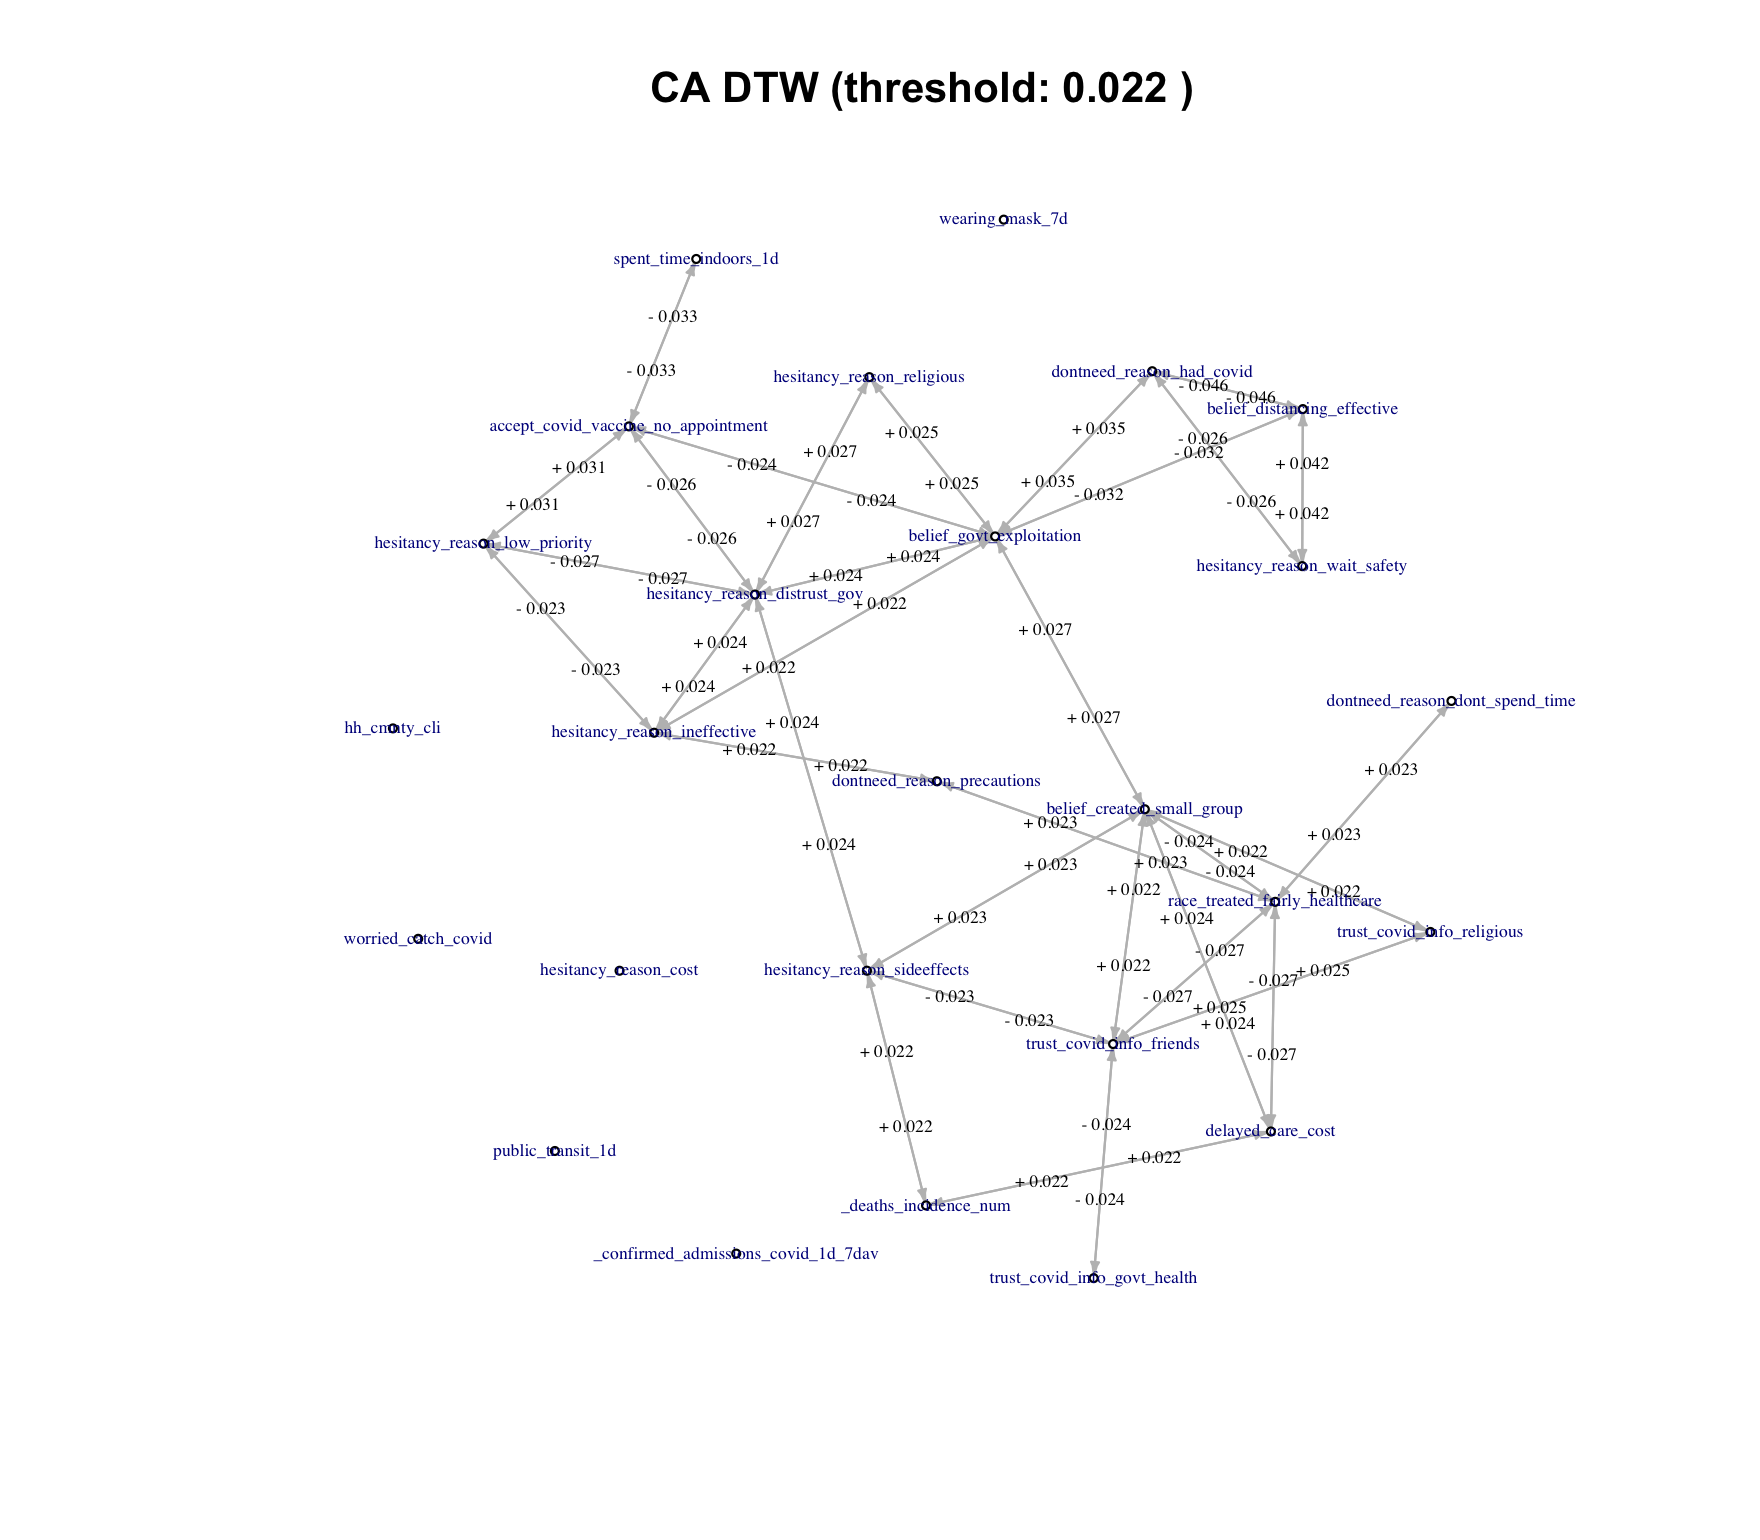 CA DTW (threshold: 0.022 )
wearing_mask_7d
spent_time_indoors_1d
- 0.033
- 0.033
hesitancy_reason_religious
dontneed_reason_had_covid
- 0.046
- 0.046
belief_distancing_effective
accept_covid_vaccine_no_appointment
+ 0.025
+ 0.035
- 0.026
- 0.032
+ 0.027
- 0.024
+ 0.031
- 0.026
+ 0.042
+ 0.025
+ 0.035
- 0.032
- 0.024
- 0.026
+ 0.031
+ 0.042
+ 0.027
- 0.026
belief_govt_exploitation
hesitancy_reason_low_priority
+ 0.024
- 0.027
hesitancy_reason_wait_safety
+ 0.024
- 0.027
hesitancy_reason_distrust_gov
+ 0.022
- 0.023
+ 0.027
+ 0.024
+ 0.022
- 0.023
+ 0.024
dontneed_reason_dont_spend_time
+ 0.027
+ 0.024
hh_cmnty_cli
hesitancy_reason_ineffective
+ 0.022
+ 0.022
+ 0.023
dontneed_reason_precautions
belief_created_small_group
+ 0.023
+ 0.023
- 0.024
+ 0.024
+ 0.022
+ 0.023
+ 0.023
- 0.024
+ 0.022
+ 0.022
race_treated_fairly_healthcare
+ 0.023
+ 0.024
trust_covid_info_religious
worried_catch_covid
- 0.027
+ 0.022
hesitancy_reason_cost
hesitancy_reason_sideeffects
+ 0.025
- 0.027
- 0.023
- 0.027
+ 0.025
- 0.023
+ 0.024
trust_covid_info_friends
+ 0.022
- 0.027
- 0.024
+ 0.022
delayed_care_cost
public_transit_1d
+ 0.022
+ 0.022
- 0.024
_deaths_incidence_num
_confirmed_admissions_covid_1d_7dav
trust_covid_info_govt_health